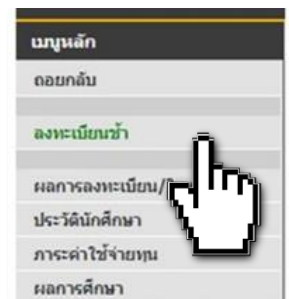 เมนูหลัก
ถอยกลับ
ลงทะเบียนช้า
ผลการลงทะเบียน/
ประวัตินักศึกษา
ภาระค่าใช้จ่ายทุน
ผลการศึกษา